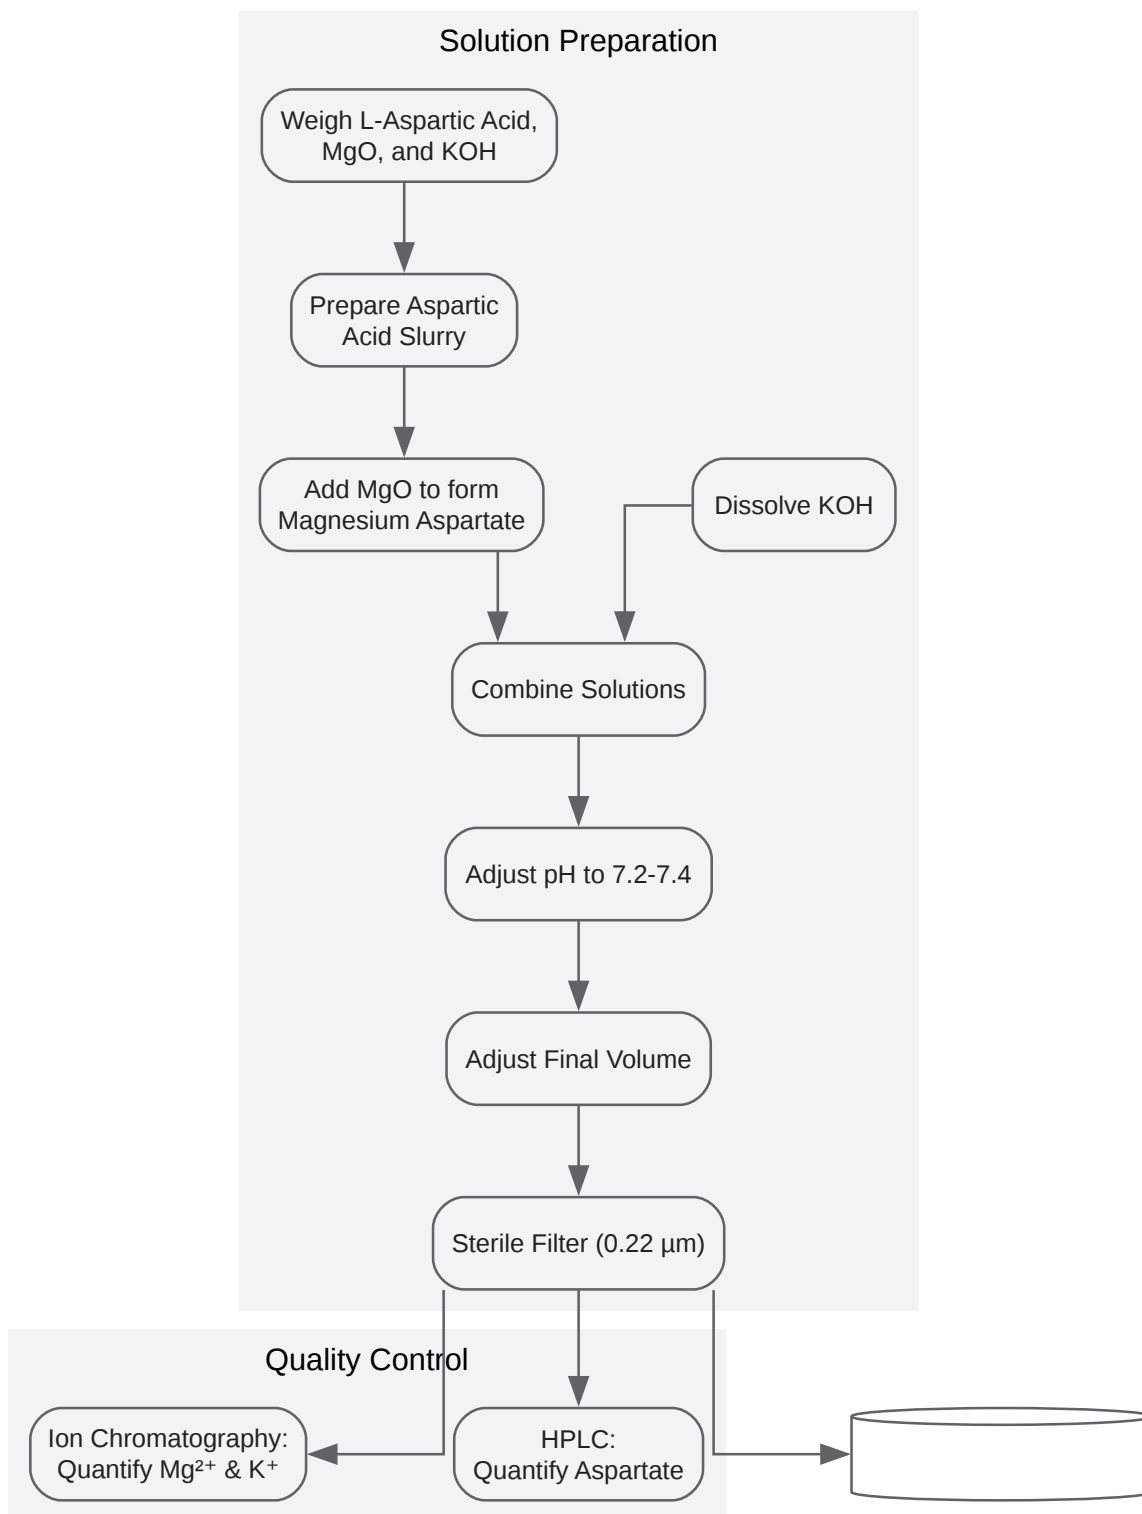 Solution Preparation
Weigh L-Aspartic Acid,
MgO, and KOH
Prepare Aspartic
Acid Slurry
Add MgO to form
Magnesium Aspartate
Dissolve KOH
Combine Solutions
Adjust pH to 7.2-7.4
Adjust Final Volume
Sterile Filter (0.22 µm)
Quality Control
Ion Chromatography:
Quantify Mg²⁺ & K⁺
HPLC:
Quantify Aspartate